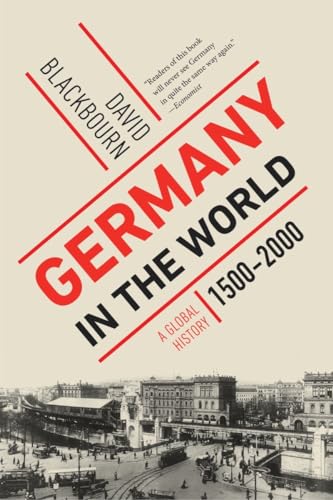 DAVID
BLACKBOURN
"Readers of this book
will never see Germany
in quite the same way again."
—Economist
GERMANY
IN THE WORLD
A GLOBAL
HISTORY
1500–2000